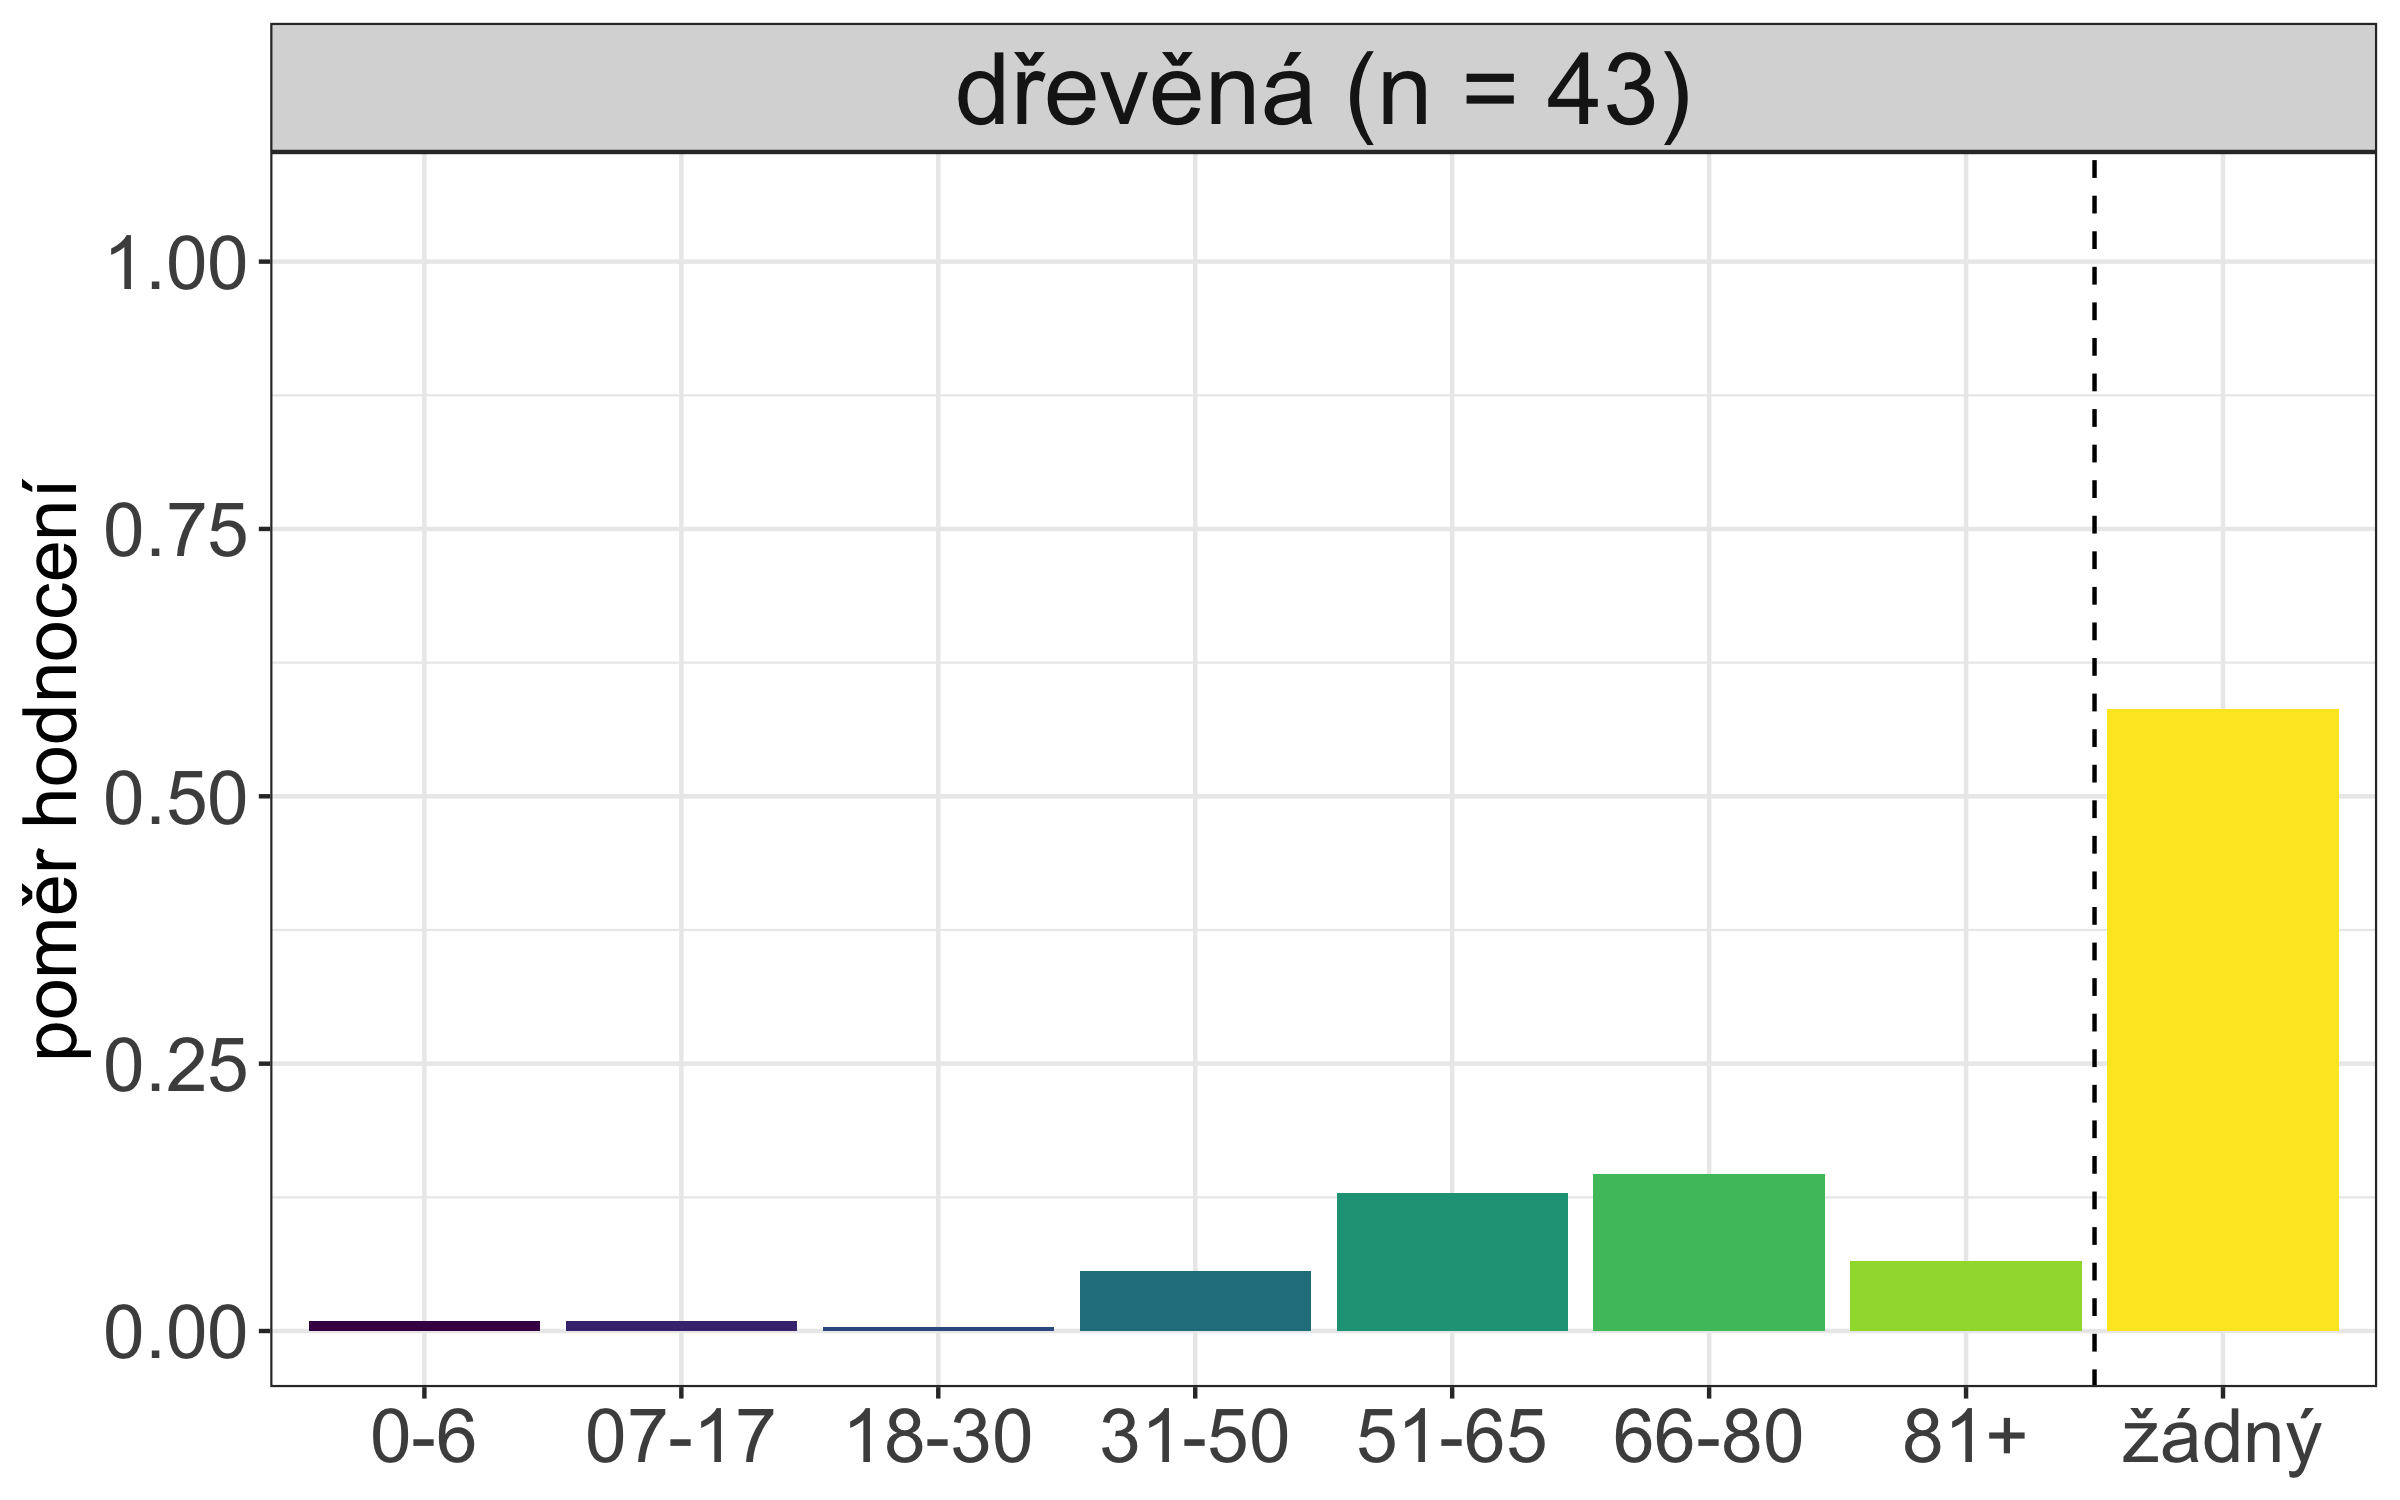 dřevěná (n = 43)
poměr hodnocení
1.00
0.75
0.50
0.25
0.00
0-6 07-17 18-30 31-50 51-65 66-80 81+ žádný